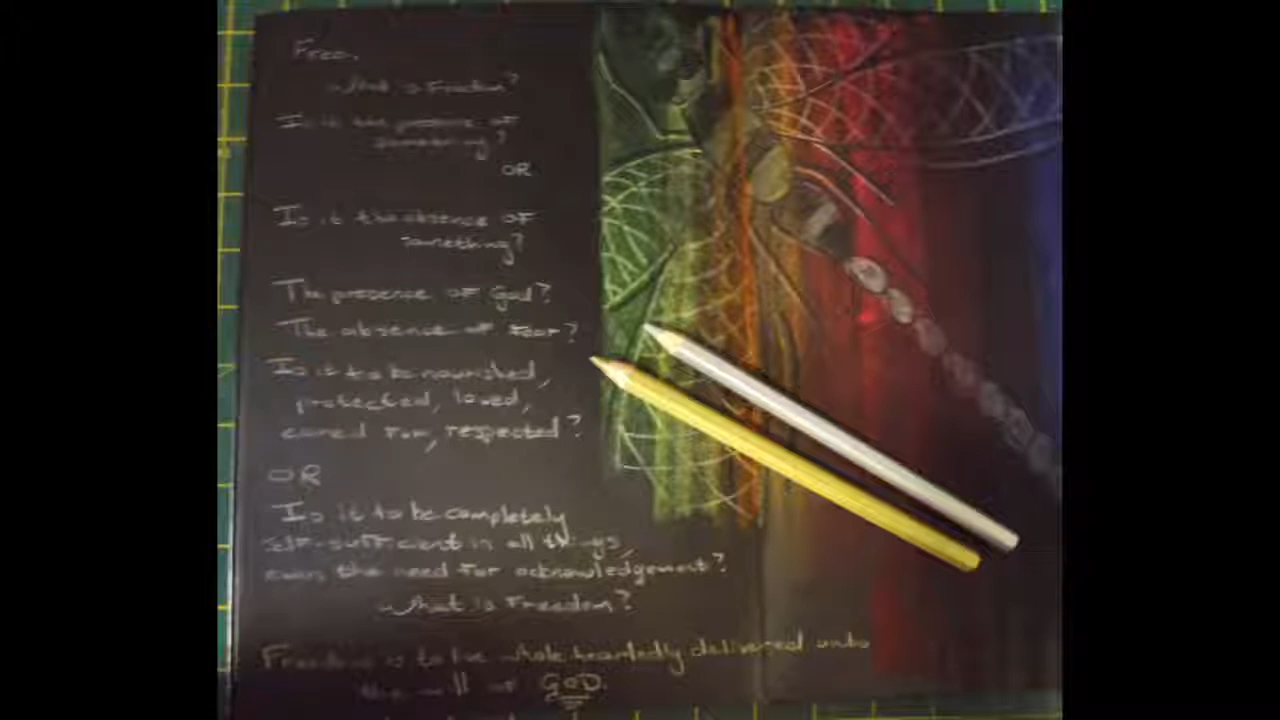 Free.
What is Freedom?
Is it the presence of
something?
OR
Is it the absence of
something?
The presence of God?
The absence of fear?
Is it to be nourished,
protected, loved,
cared for, respected?
OR
Is it to be completely
self-sufficient in all things,
even the need for acknowledgement?
What is Freedom?
Freedom is to be whole heartedly delivered unto
the will of GOD.